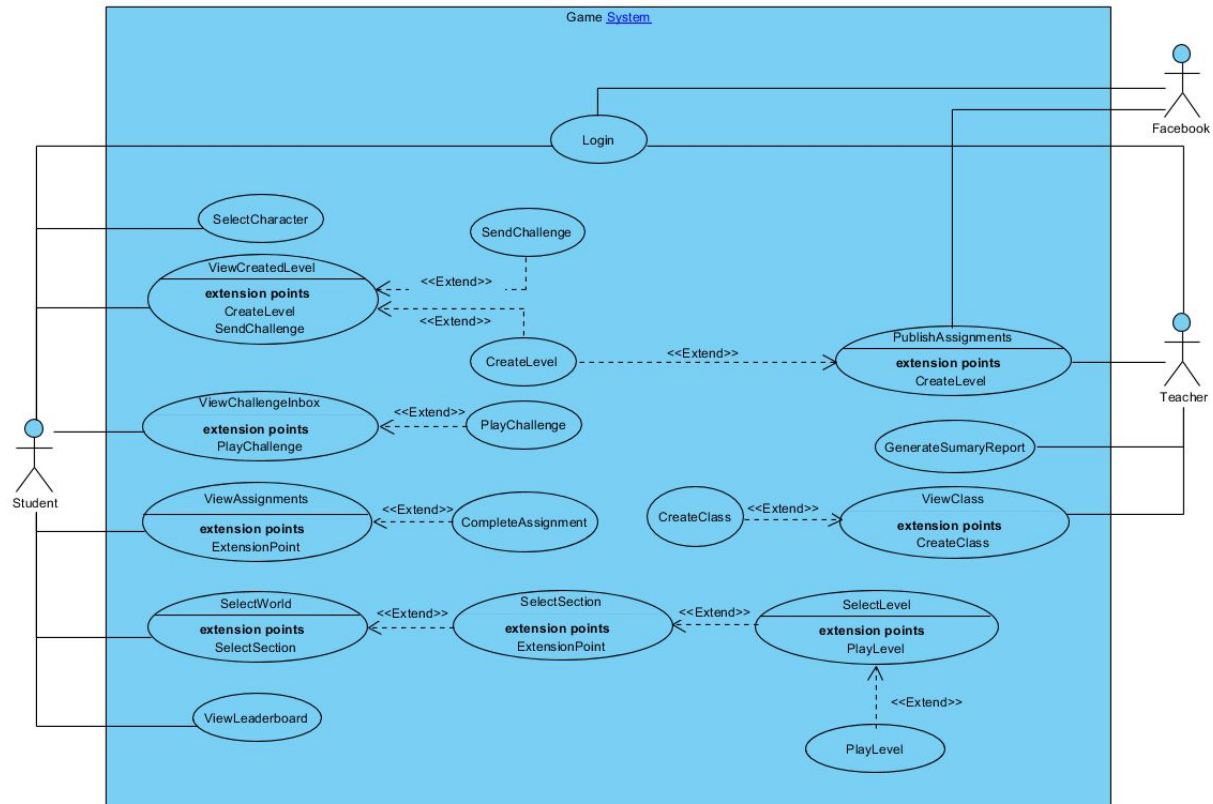 Game System
Facebook
Login
SelectCharacter
SendChallenge
ViewCreatedLevel
extension points
CreateLevel
SendChallenge
<<Extend>>
<<Extend>>
CreateLevel
<<Extend>>
PublishAssignments
extension points
CreateLevel
Teacher
ViewChallengeInbox
extension points
PlayChallenge
<<Extend>>
PlayChallenge
GenerateSumaryReport
Student
ViewAssignments
extension points
ExtensionPoint
<<Extend>>
CompleteAssignment
CreateClass
<<Extend>>
ViewClass
extension points
CreateClass
SelectWorld
extension points
SelectSection
<<Extend>>
SelectSection
extension points
ExtensionPoint
<<Extend>>
SelectLevel
extension points
PlayLevel
<<Extend>>
ViewLeaderboard
PlayLevel